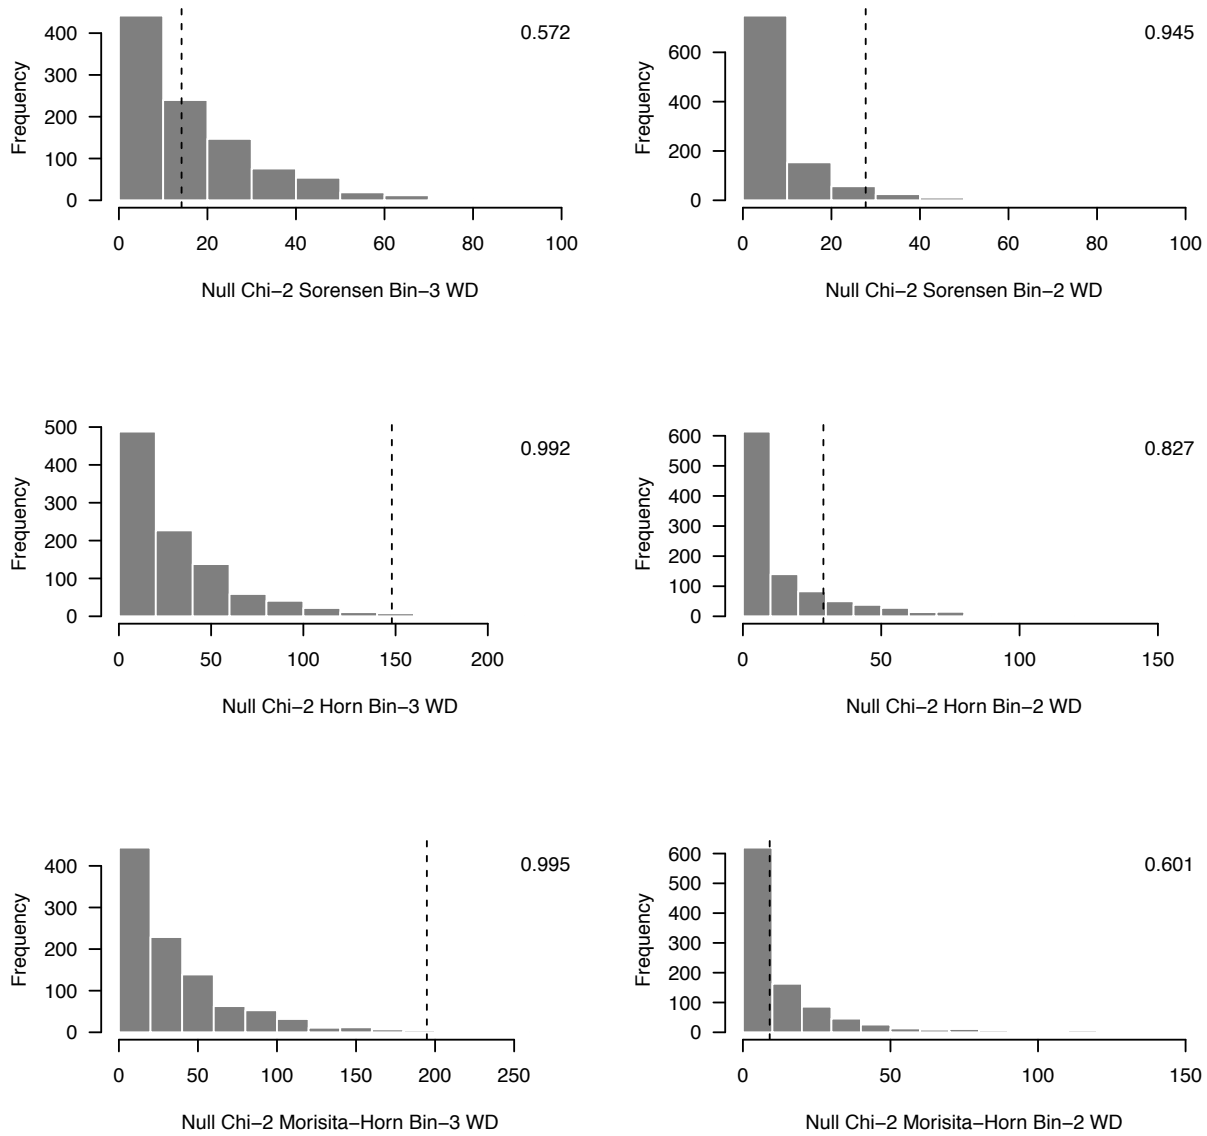 0.572
Frequency
400
300
200
100
0
0 20 40 60 80 100
Null Chi−2 Sorensen Bin−3 WD
0.945
Frequency
600
400
200
0
0 20 40 60 80 100
Null Chi−2 Sorensen Bin−2 WD
0.992
Frequency
500
400
300
200
100
0
0 50 100 150 200
Null Chi−2 Horn Bin−3 WD
0.827
Frequency
600
500
400
300
200
100
0
0 50 100 150
Null Chi−2 Horn Bin−2 WD
0.995
Frequency
400
300
200
100
0
0 50 100 150 200 250
Null Chi−2 Morisita−Horn Bin−3 WD
0.601
Frequency
600
500
400
300
200
100
0
0 50 100 150
Null Chi−2 Morisita−Horn Bin−2 WD